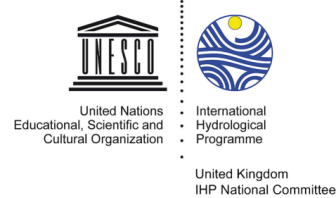 UNESCO
United Nations
Educational, Scientific and
Cultural Organization
International
Hydrological
Programme
United Kingdom
IHP National Committee